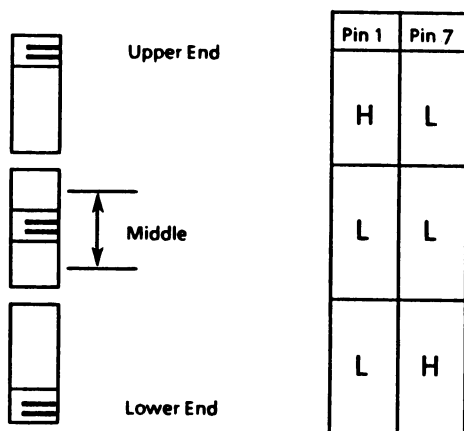 Upper End
Middle
Lower End
Pin 1 Pin 7
H L
L L
L H